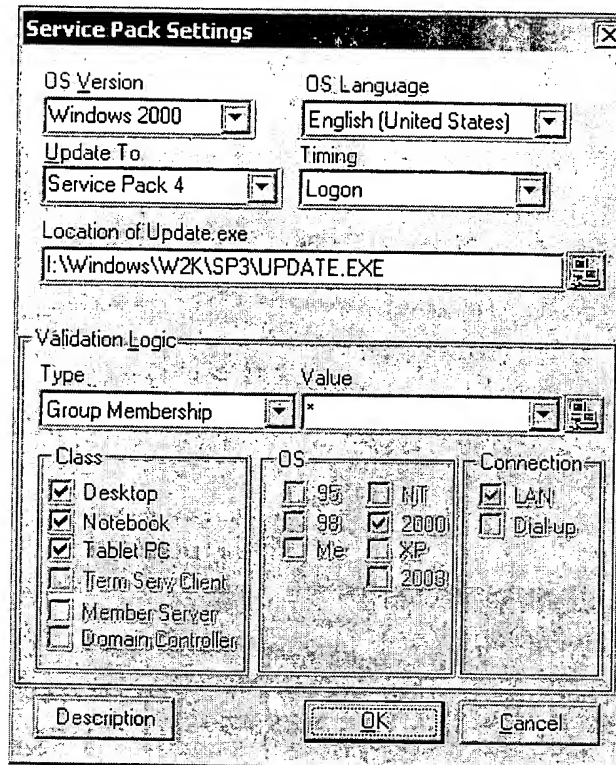 Service Pack Settings
OS Version OS Language
Windows 2000 English (United States)
Update To Timing
Service Pack 4 Logon
Location of Update.exe
I:\Windows\W2K\SP3\UPDATE.EXE
Validation Logic
Type Value
Group Membership *
Class OS Connection
Desktop 95 NT LAN
Notebook 98 2000 Dial-up
Tablet PC Me XP
Term Serv Client 2003
Member Server
Domain Controller
Description OK Cancel